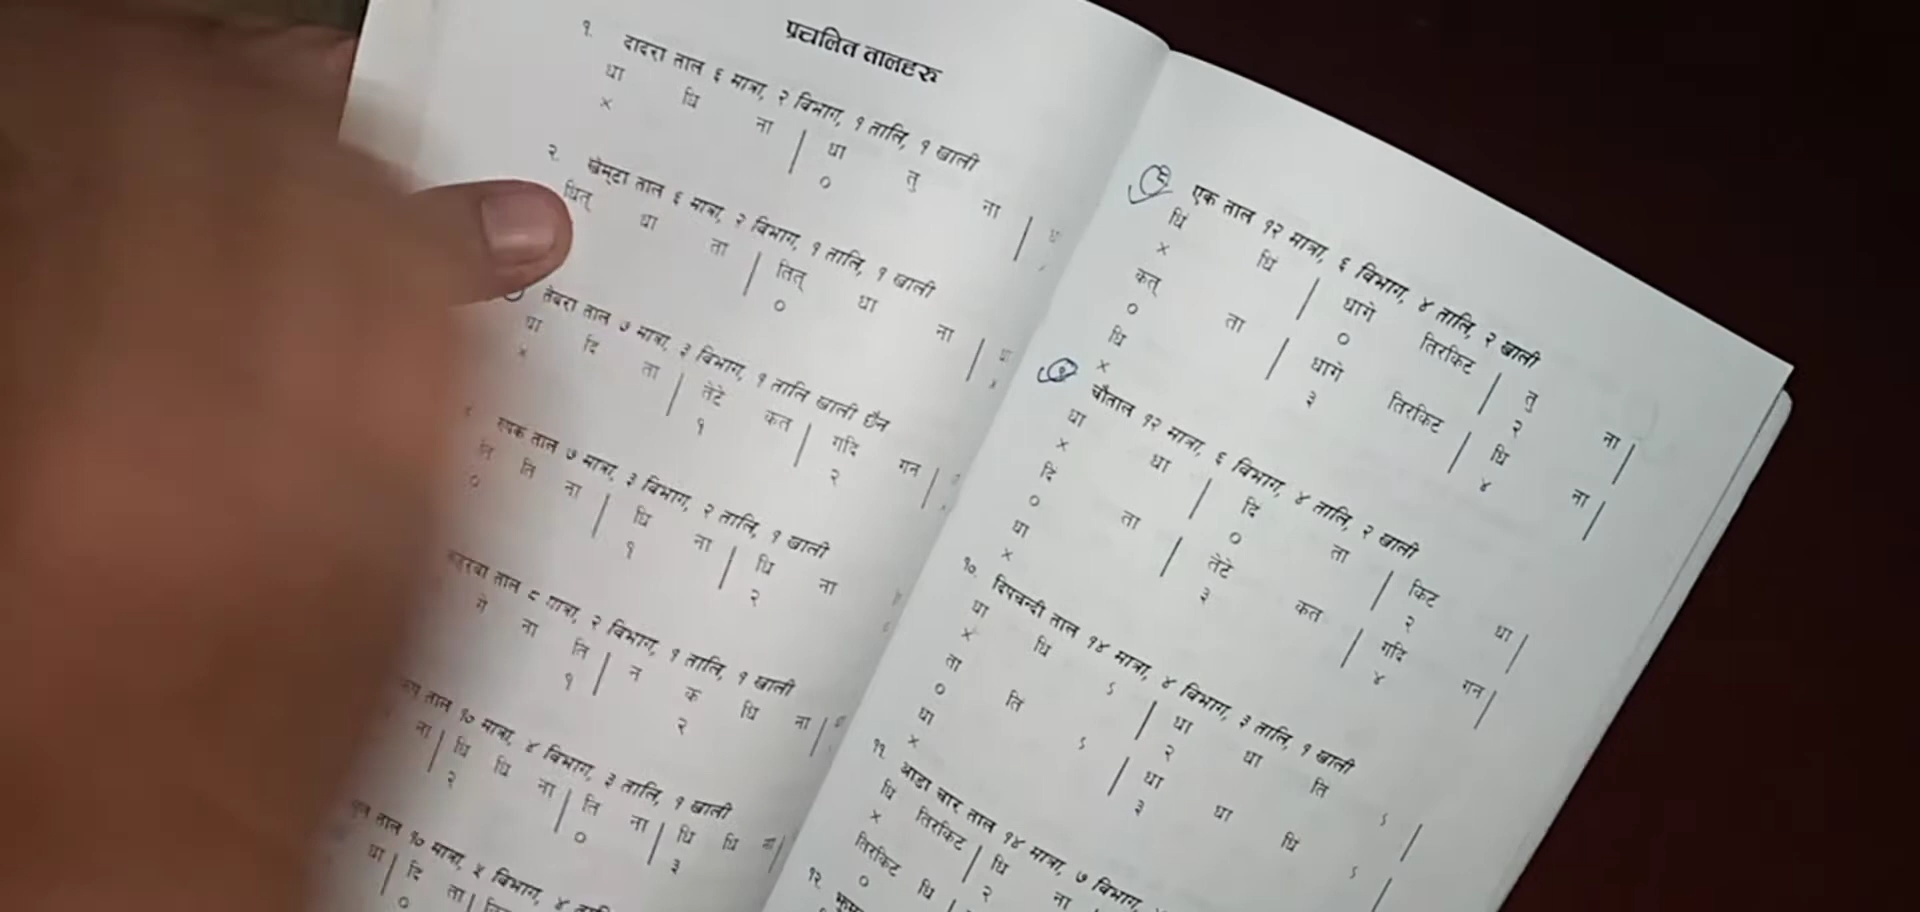 प्रचलित तालहरु
१. दादरा ताल ६ मात्रा, २ विभाग, १ तालि, १ खाली
धा धि ना | धा तु ना |
× ०
२. खेम्टा ताल ६ मात्रा, २ विभाग, १ तालि, १ खाली
धित् धा ता | तित् धा ना | धा
० ×
तेबरा ताल ७ मात्रा, ३ विभाग, १ तालि खाली छैन
धा दि ता | तेटे कत | गदि गन |
× १ २
रुपक ताल ७ मात्रा, ३ विभाग, २ तालि, १ खाली
ति ति ना | धि ना | धि ना
० १ २
ताल ८ मात्रा, २ विभाग, १ तालि, १ खाली
गे ना ति | न क धि ना |
१ २
ताल १० मात्रा, ४ विभाग, ३ तालि, १ खाली
ना | धि धि ना | ति ना | धि धि ना |
२ ० ३
ताल १० मात्रा, ५ विभाग, ४
धा | दि ता |
०
एक ताल १२ मात्रा, ६ विभाग, ४ तालि, २ खाली
धिं धिं | धागे तिरकिट | तु ना |
× ० २
कत् ता | धागे तिरकिट | धि ना |
० ३ ४
धि
×
चौताल १२ मात्रा, ६ विभाग, ४ तालि, २ खाली
धा धा | दिं ता | किट धा |
× ० २
दिं ता | तेटे कत | गदि गन |
० ३ ४
धा
×
१०. दिपचन्दी ताल १४ मात्रा, ४ विभाग, ३ तालि, १ खाली
धा धि ऽ | धा धा ति ऽ |
× २
ता तिं ऽ | धा धा धि ऽ |
० ३
धा
×
११. आडा चार ताल १४ मात्रा, ७ विभाग,
धि तिरकिट | धि ना
× २
तिरकिट धि |
०
१२.